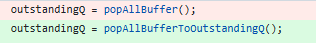 outstandingQ = popAllBuffer();
outstandingQ = popAllBufferToOutstandingQ();